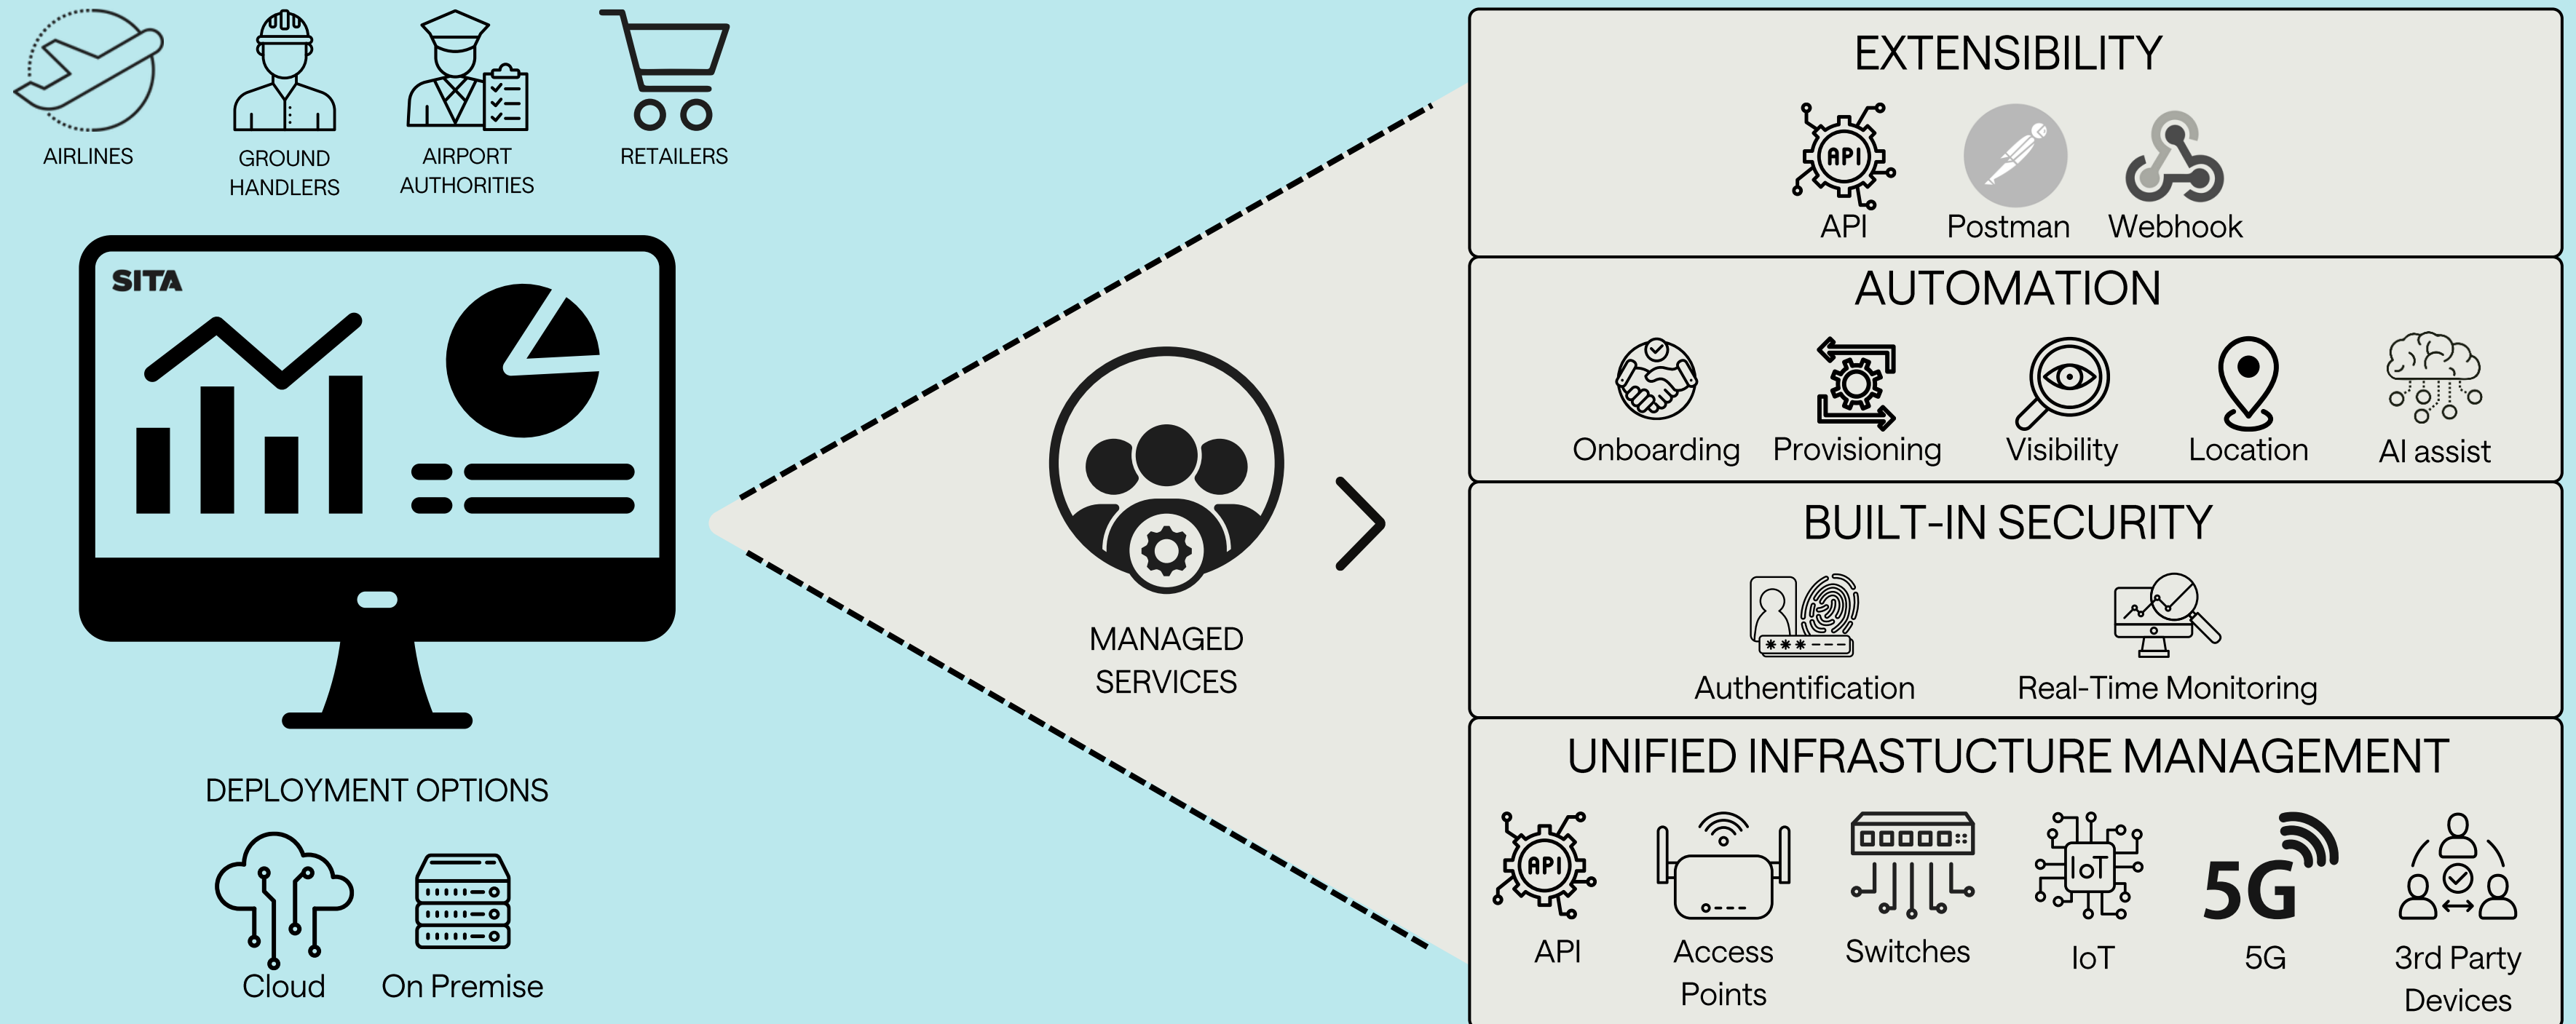 AIRLINES
GROUND
HANDLERS
AIRPORT
AUTHORITIES
RETAILERS
SITA
DEPLOYMENT OPTIONS
Cloud
On Premise
MANAGED
SERVICES
EXTENSIBILITY
API
API
Postman
Webhook
AUTOMATION
Onboarding
Provisioning
Visibility
Location
AI assist
BUILT-IN SECURITY
***---
Authentification
Real-Time Monitoring
UNIFIED INFRASTUCTURE MANAGEMENT
API
API
Access
Points
Switches
IoT
IoT
5G
5G
3rd Party
Devices